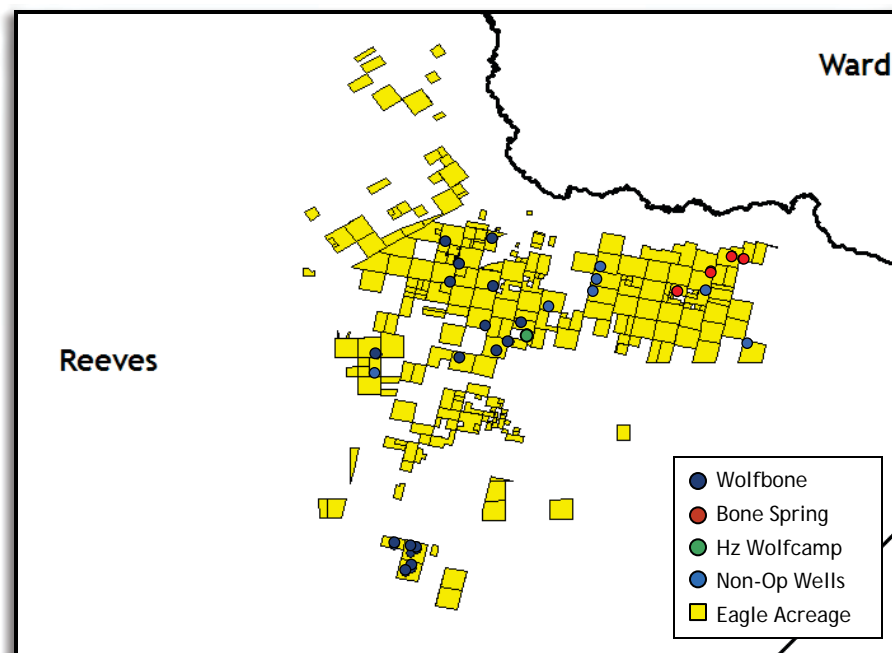 Ward
Reeves
Wolfbone
Bone Spring
Hz Wolfcamp
Non-Op Wells
Eagle Acreage